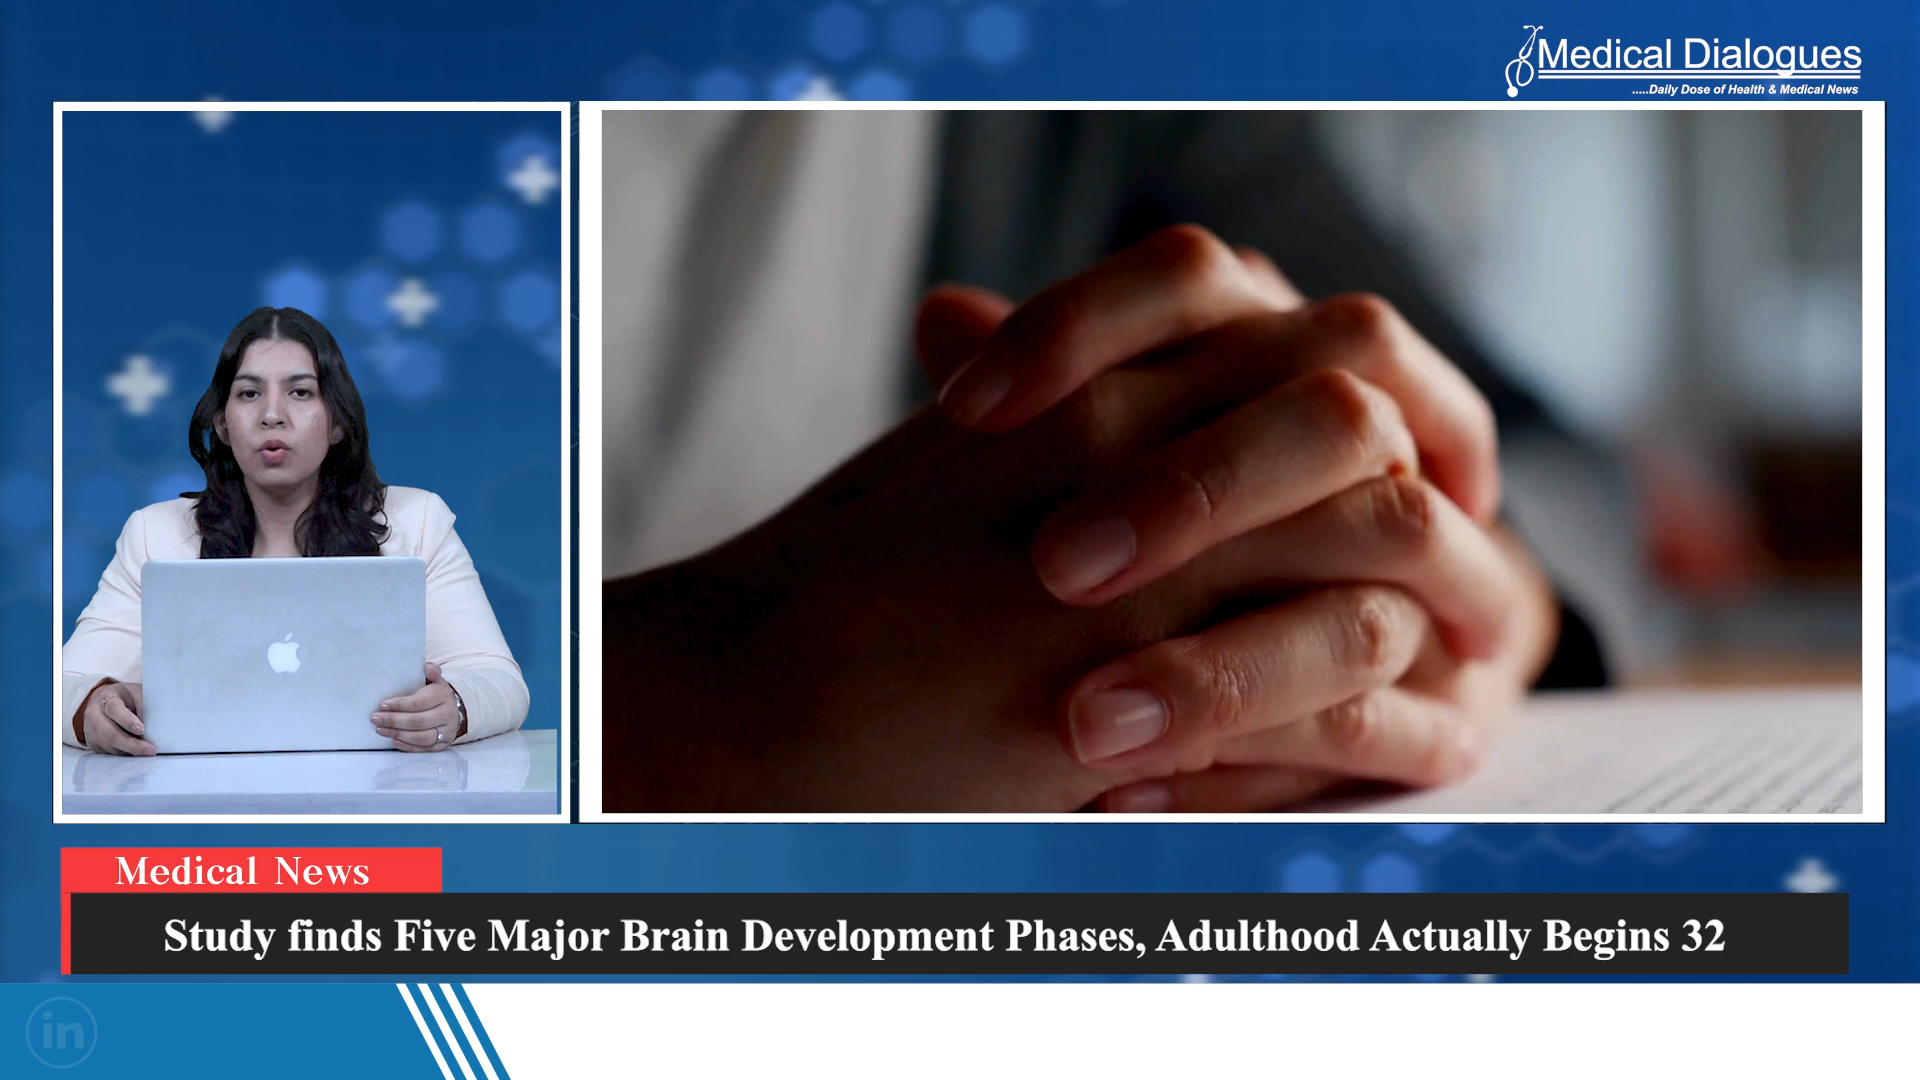 Medical Dialogues
.....Daily Dose of Health & Medical News
Medical News
Study finds Five Major Brain Development Phases, Adulthood Actually Begins 32
in